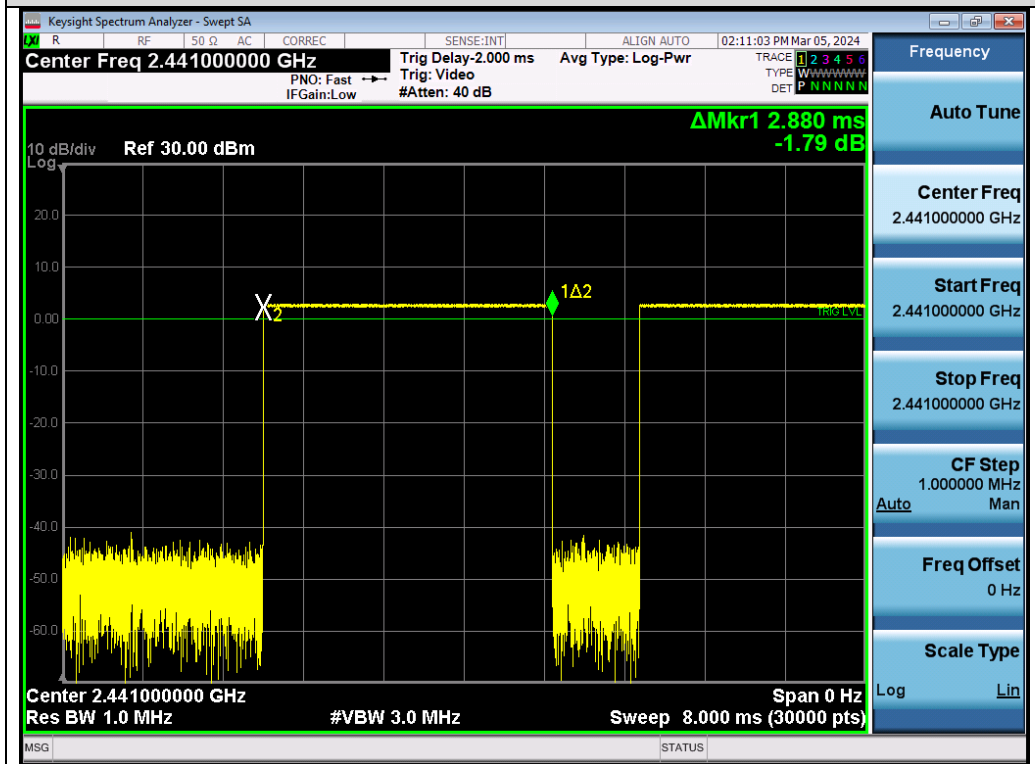 Keysight Spectrum Analyzer - Swept SA
LXI R RF 50 Ω AC CORREC SENSE:INT ALIGN AUTO 02:11:03 PM Mar 05, 2024
Center Freq 2.441000000 GHz
PNO: Fast
IFGain:Low
Trig Delay-2.000 ms
Trig: Video
#Atten: 40 dB
Avg Type: Log-Pwr
TRACE 1 2 3 4 5 6
TYPE WWWWWW
DET P N N N N N
ΔMkr1 2.880 ms
-1.79 dB
10 dB/div Ref 30.00 dBm
Log
20.0
10.0
0.00
-10.0
-20.0
-30.0
-40.0
-50.0
-60.0
2
1Δ2
TRIG LVL
Center 2.441000000 GHz Span 0 Hz
Res BW 1.0 MHz #VBW 3.0 MHz Sweep 8.000 ms (30000 pts)
MSG STATUS
Frequency
Auto Tune
Center Freq
2.441000000 GHz
Start Freq
2.441000000 GHz
Stop Freq
2.441000000 GHz
CF Step
1.000000 MHz
Auto Man
Freq Offset
0 Hz
Scale Type
Log Lin